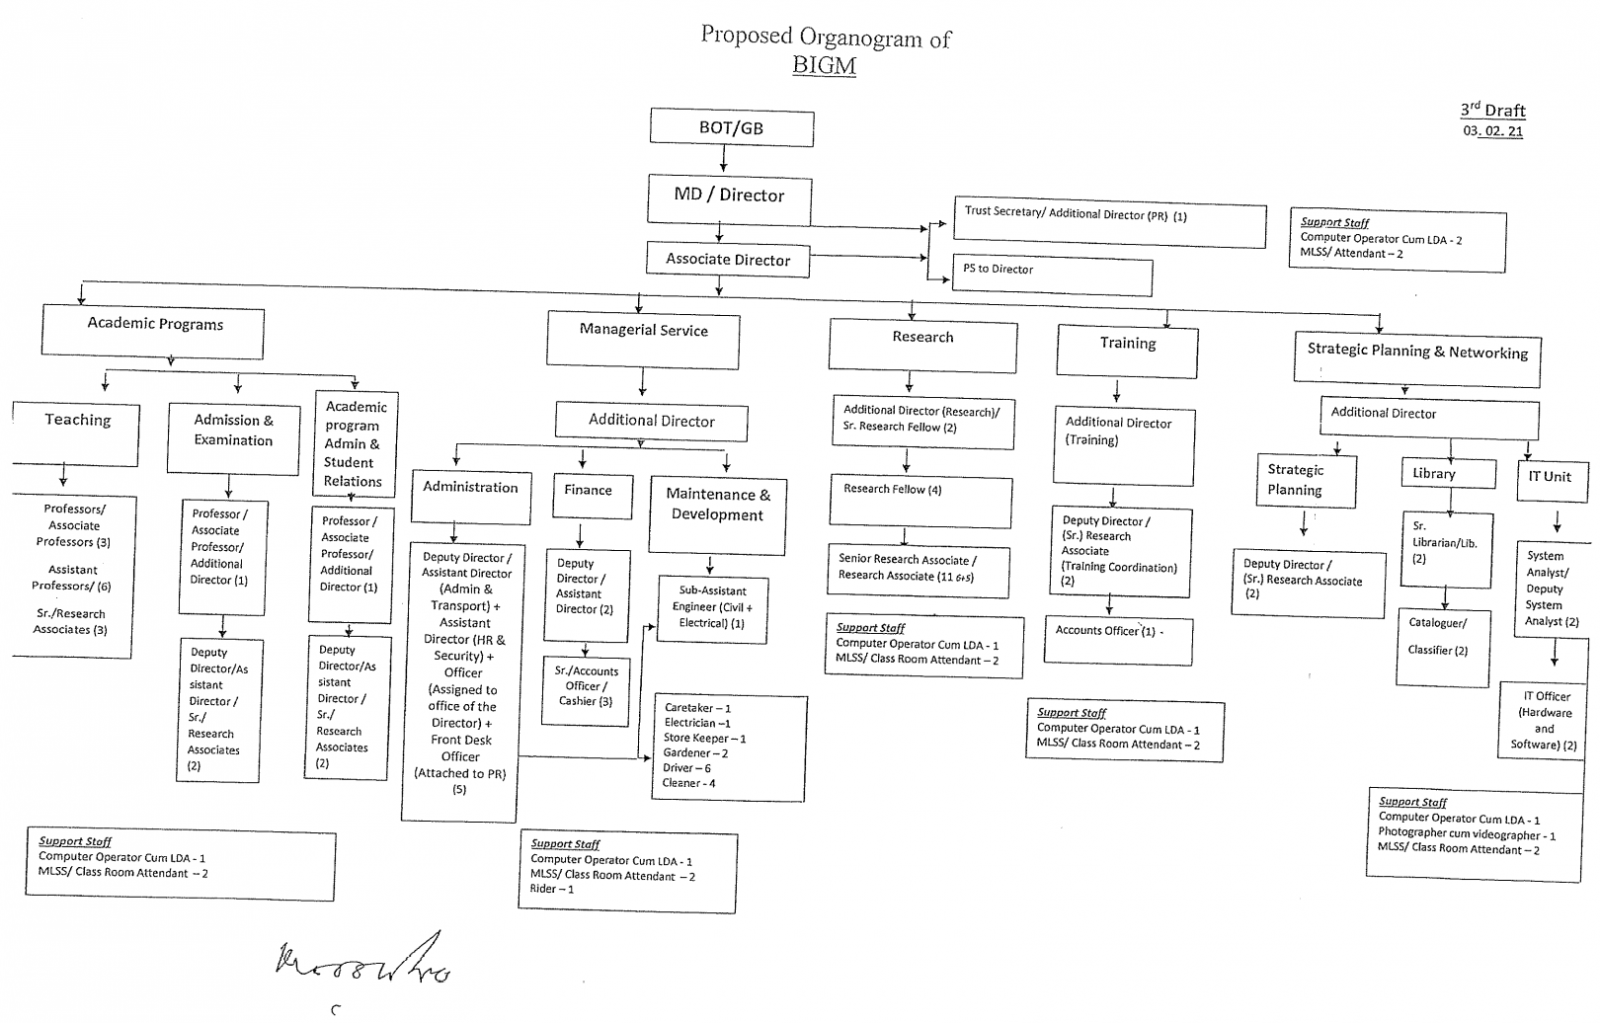 Proposed Organogram of
BIGM
3rd Draft
03. 02. 21
BOT/GB
MD / Director
Associate Director
Trust Secretary/ Additional Director (PR) (1)
PS to Director
Support Staff
Computer Operator Cum LDA - 2
MLSS/ Attendant – 2
Academic Programs
Teaching
Professors/
Associate
Professors (3)
Assistant
Professors/ (6)
Sr./Research
Associates (3)
Admission &
Examination
Professor /
Associate
Professor/
Additional
Director (1)
Deputy
Director/As
sistant
Director /
Sr./
Research
Associates
(2)
Academic
program
Admin &
Student
Relations
Professor /
Associate
Professor/
Additional
Director (1)
Deputy
Director/As
sistant
Director /
Sr./
Research
Associates
(2)
Support Staff
Computer Operator Cum LDA - 1
MLSS/ Class Room Attendant – 2
Managerial Service
Additional Director
Administration
Deputy Director /
Assistant Director
(Admin &
Transport) +
Assistant
Director (HR &
Security) +
Officer
(Assigned to
office of the
Director) +
Front Desk
Officer
(Attached to PR)
(5)
Finance
Deputy
Director /
Assistant
Director (2)
Sr./Accounts
Officer /
Cashier (3)
Maintenance &
Development
Sub-Assistant
Engineer (Civil +
Electrical) (1)
Caretaker – 1
Electrician –1
Store Keeper – 1
Gardener – 2
Driver – 6
Cleaner - 4
Support Staff
Computer Operator Cum LDA - 1
MLSS/ Class Room Attendant – 2
Rider – 1
Research
Additional Director (Research)/
Sr. Research Fellow (2)
Research Fellow (4)
Senior Research Associate /
Research Associate (11 6+5)
Support Staff
Computer Operator Cum LDA - 1
MLSS/ Class Room Attendant – 2
Training
Additional Director
(Training)
Deputy Director /
(Sr.) Research
Associate
(Training Coordination)
(2)
Accounts Officer (1) -
Support Staff
Computer Operator Cum LDA - 1
MLSS/ Class Room Attendant – 2
Strategic Planning & Networking
Additional Director
Strategic
Planning
Deputy Director /
(Sr.) Research Associate
(2)
Library
Sr.
Librarian/Lib.
(2)
Cataloguer/
Classifier (2)
IT Unit
System
Analyst/
Deputy
System
Analyst (2)
IT Officer
(Hardware
and
Software) (2)
Support Staff
Computer Operator Cum LDA - 1
Photographer cum videographer - 1
MLSS/ Class Room Attendant – 2